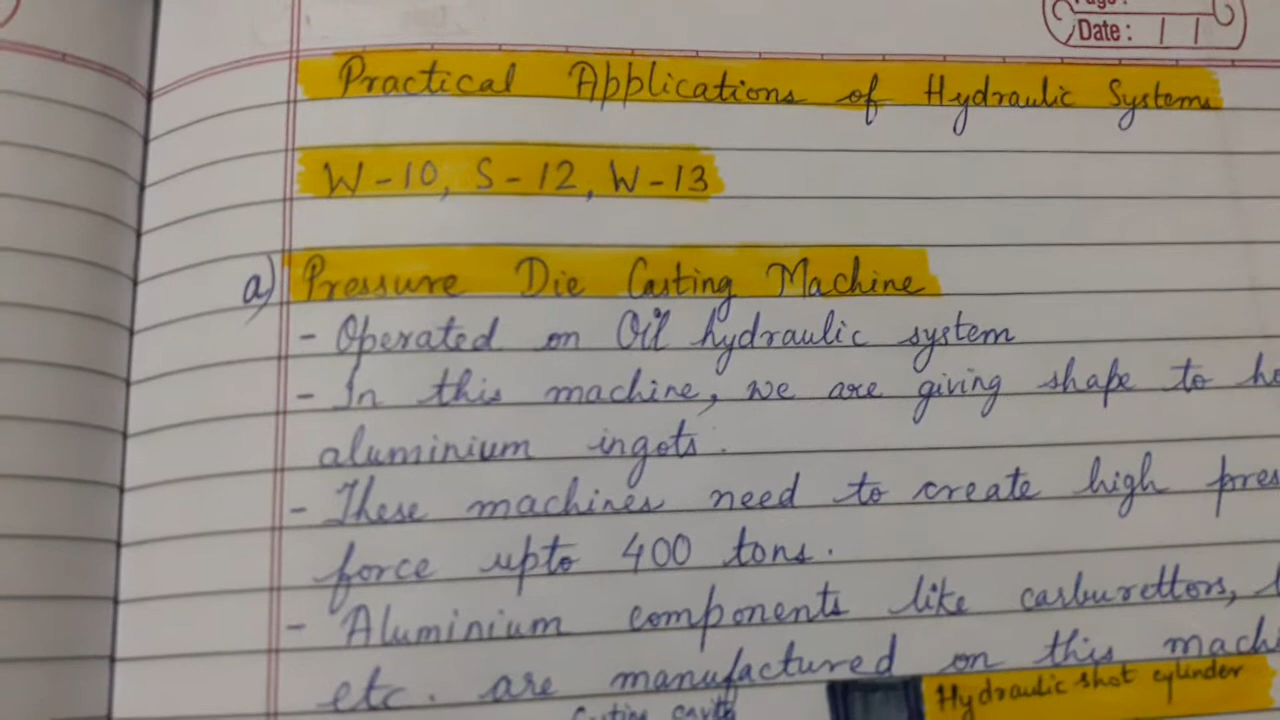 Page :
Date :
Practical Applications of Hydraulic Systems
W-10, S-12, W-13
a) Pressure Die Casting Machine
- Operated on Oil hydraulic system
- In this machine, we are giving shape to
aluminium ingots.
- These machines need to create high
force upto 400 tons.
- Aluminium components like carburettors,
etc. are manufactured on this
Hydraulic shot cylinder